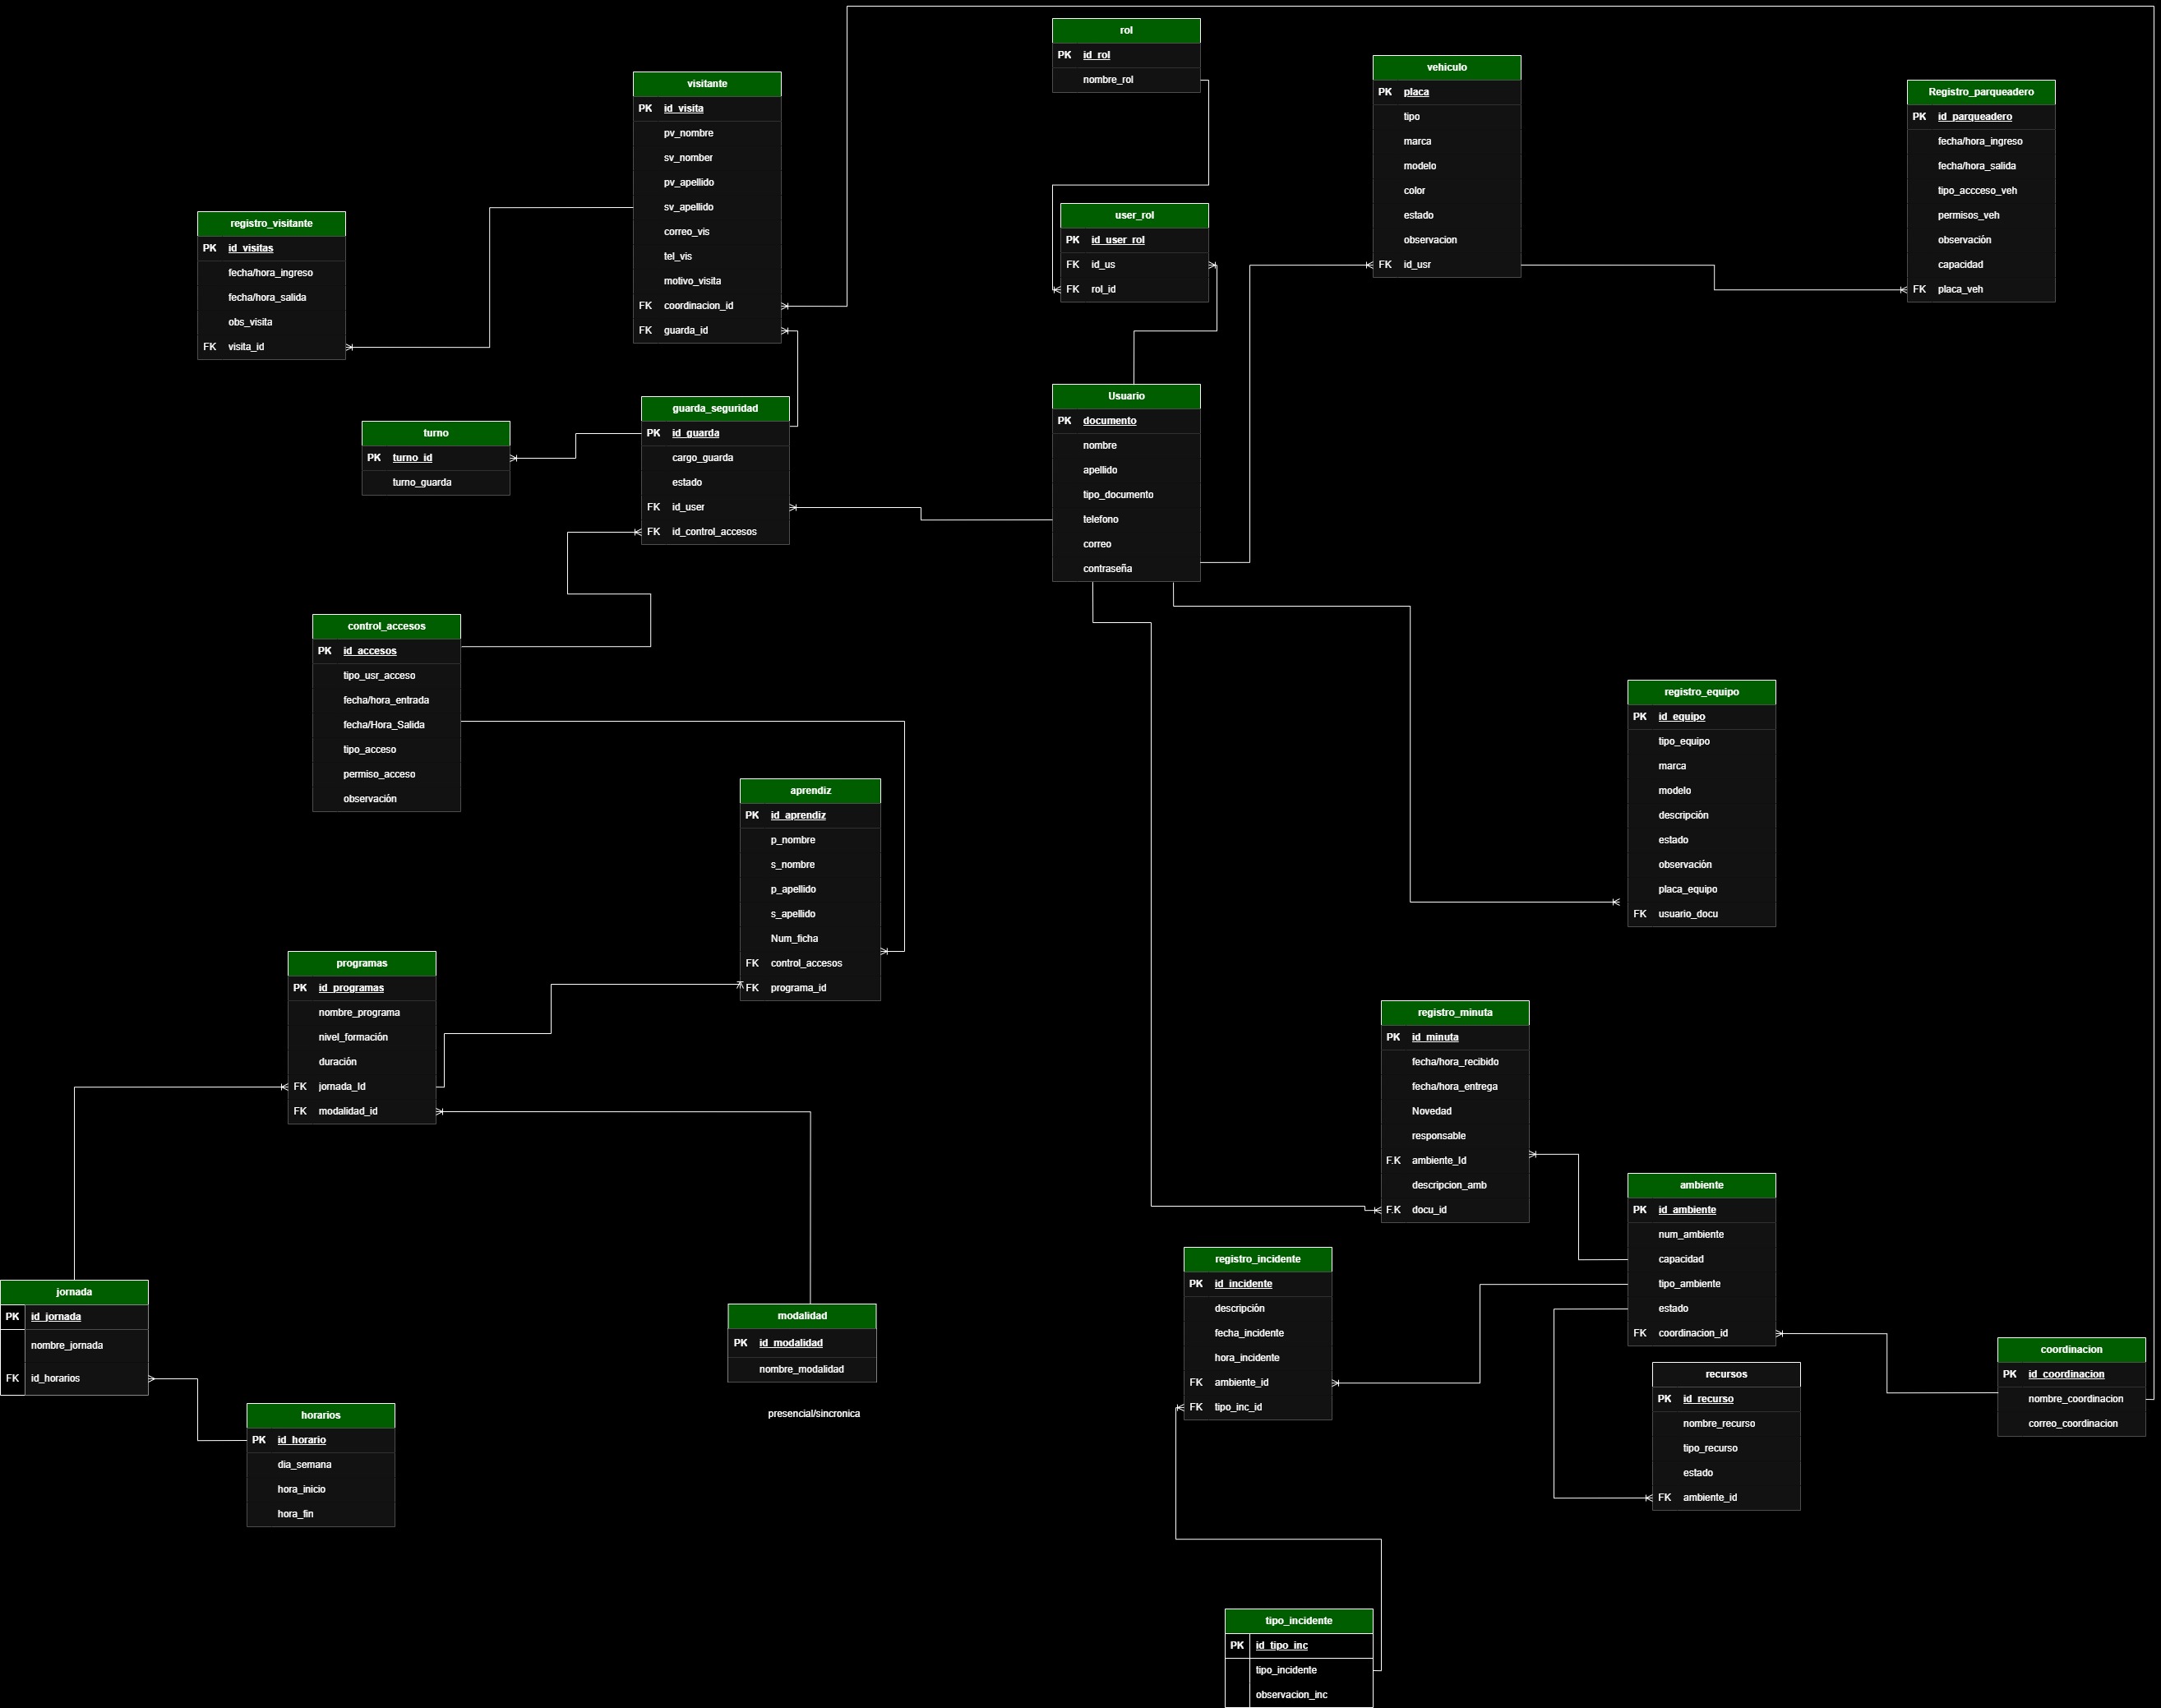 rol
PK id_rol
nombre_rol
vehiculo
PK placa
tipo
marca
modelo
color
estado
observacion
FK id_usr
visitante
PK id_visita
pv_nombre
sv_nomber
pv_apellido
sv_apellido
correo_vis
tel_vis
motivo_visita
FK coordinacion_id
FK guarda_id
Registro_parqueadero
PK id_parqueadero
fecha/hora_ingreso
fecha/hora_salida
tipo_accceso_veh
permisos_veh
observación
capacidad
FK placa_veh
user_rol
PK id_user_rol
FK id_us
FK rol_id
registro_visitante
PK id_visitas
fecha/hora_ingreso
fecha/hora_salida
obs_visita
FK visita_id
Usuario
PK documento
nombre
apellido
tipo_documento
telefono
correo
contraseña
guarda_seguridad
PK id_guarda
cargo_guarda
estado
FK id_user
FK id_control_accesos
turno
PK turno_id
turno_guarda
control_accesos
PK id_accesos
tipo_usr_acceso
fecha/hora_entrada
fecha/Hora_Salida
tipo_acceso
permiso_acceso
observación
registro_equipo
PK id_equipo
tipo_equipo
marca
modelo
descripción
estado
observación
placa_equipo
FK usuario_docu
aprendiz
PK id_aprendiz
p_nombre
s_nombre
p_apellido
s_apellido
Num_ficha
FK control_accesos
FK programa_id
programas
PK id_programas
nombre_programa
nivel_formación
duración
FK jornada_Id
FK modalidad_id
registro_minuta
PK id_minuta
fecha/hora_recibido
fecha/hora_entrega
Novedad
responsable
F.K ambiente_Id
descripcion_amb
F.K docu_id
ambiente
PK id_ambiente
num_ambiente
capacidad
tipo_ambiente
estado
FK coordinacion_id
registro_incidente
PK id_incidente
descripción
fecha_incidente
hora_incidente
FK ambiente_id
FK tipo_inc_id
jornada
PK id_jornada
nombre_jornada
FK id_horarios
modalidad
PK id_modalidad
nombre_modalidad
presencial/sincronica
coordinacion
PK id_coordinacion
nombre_coordinacion
correo_coordinacion
recursos
PK id_recurso
nombre_recurso
tipo_recurso
estado
FK ambiente_id
horarios
PK id_horario
dia_semana
hora_inicio
hora_fin
tipo_incidente
PK id_tipo_inc
tipo_incidente
observacion_inc